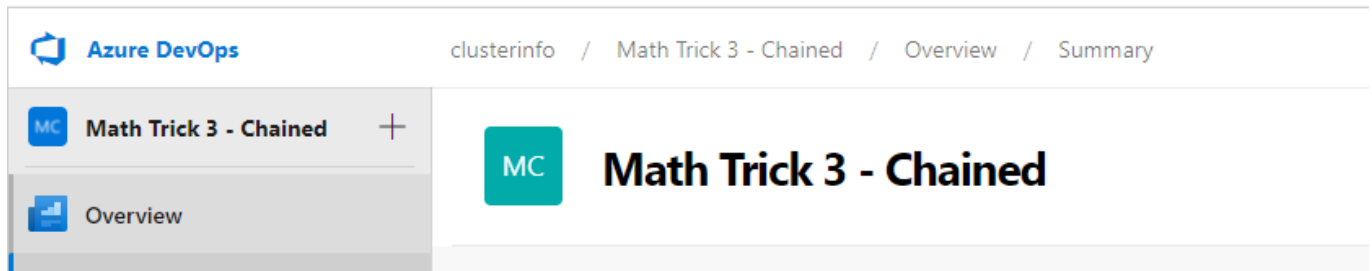 Azure DevOps
clusterinfo / Math Trick 3 - Chained / Overview / Summary
MC Math Trick 3 - Chained +
MC Math Trick 3 - Chained
Overview